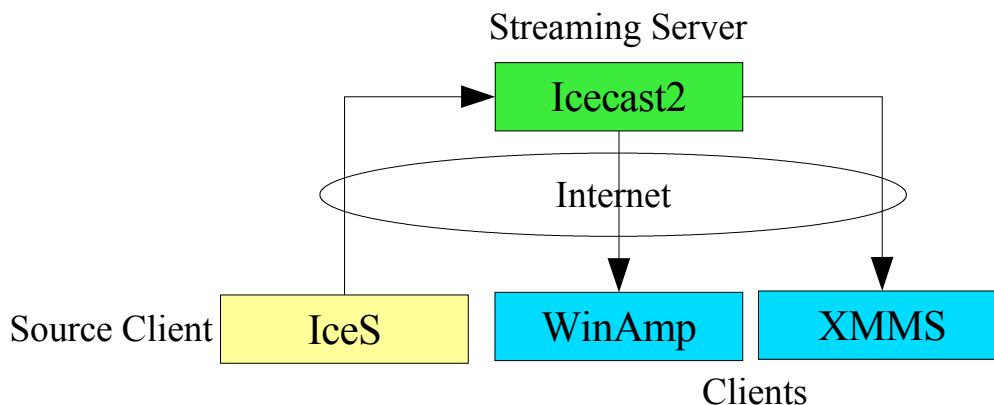 Streaming Server
Icecast2
Internet
Source Client
IceS
WinAmp
XMMS
Clients